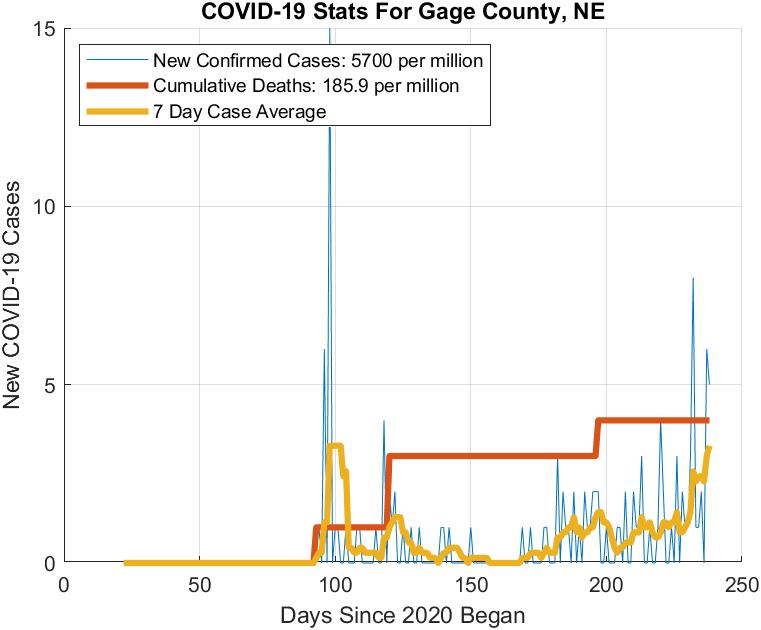 COVID-19 Stats For Gage County, NE
New Confirmed Cases: 5700 per million
Cumulative Deaths: 185.9 per million
7 Day Case Average
New COVID-19 Cases
15
10
5
0
0 50 100 150 200 250
Days Since 2020 Began